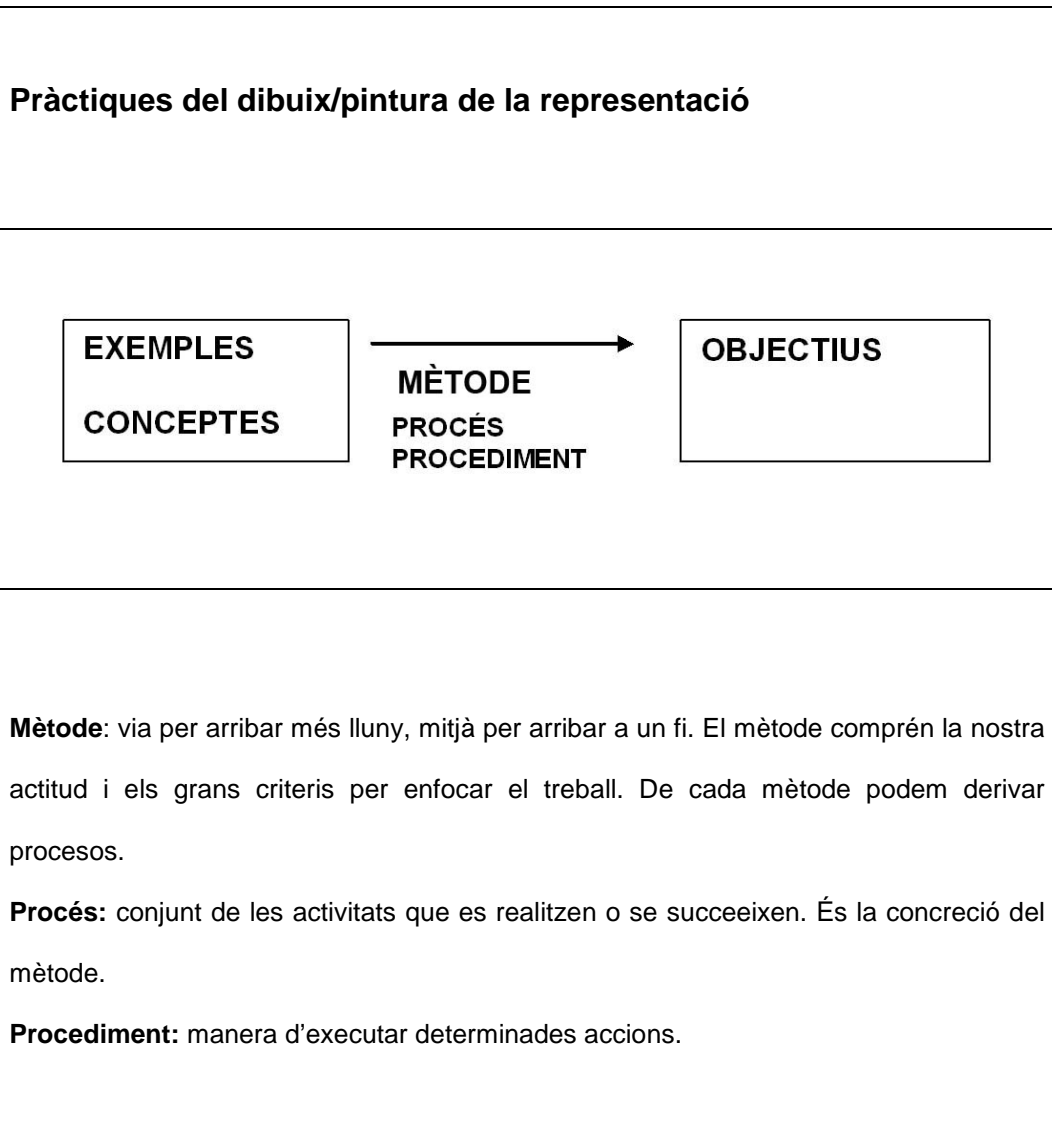 Pràctiques del dibuix/pintura de la representació
EXEMPLES
CONCEPTES
MÈTODE
PROCÉS
PROCEDIMENT
OBJECTIUS
Mètode: via per arribar més lluny, mitjà per arribar a un fi. El mètode comprén la nostra
actitud i els grans criteris per enfocar el treball. De cada mètode podem derivar
procesos.
Procés: conjunt de les activitats que es realitzen o se succeeixen. És la concreció del
mètode.
Procediment: manera d'executar determinades accions.